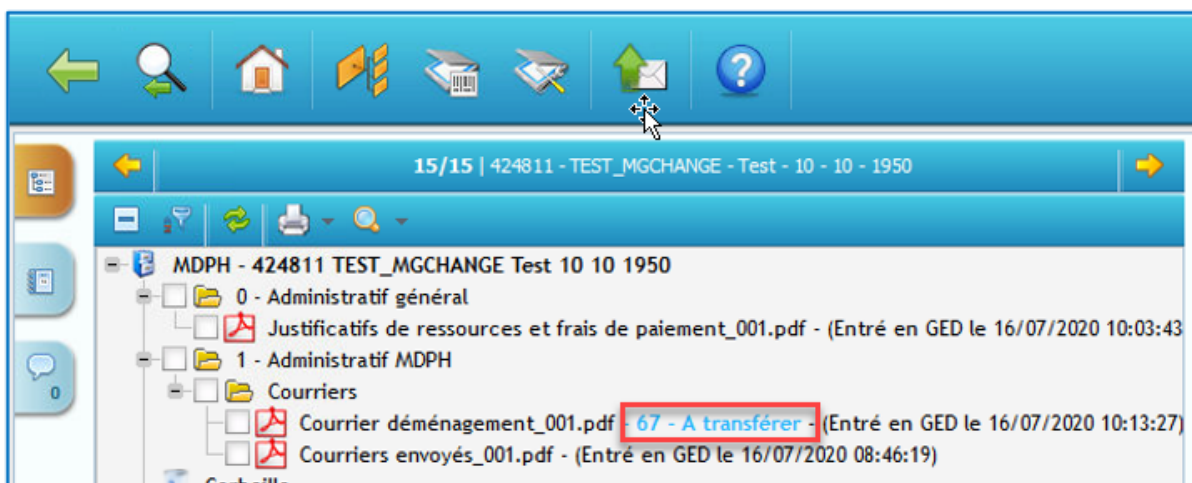 15/15 | 424811 - TEST_MGCHANGE - Test - 10 - 10 - 1950
MDPH - 424811 TEST_MGCHANGE Test 10 10 1950
0 - Administratif général
Justificatifs de ressources et frais de paiement_001.pdf - (Entré en GED le 16/07/2020 10:03:43
1 - Administratif MDPH
Courriers
0
Courrier déménagement_001.pdf - 67 - A transférer - (Entré en GED le 16/07/2020 10:13:27)
Courriers envoyés_001.pdf - (Entré en GED le 16/07/2020 08:46:19)